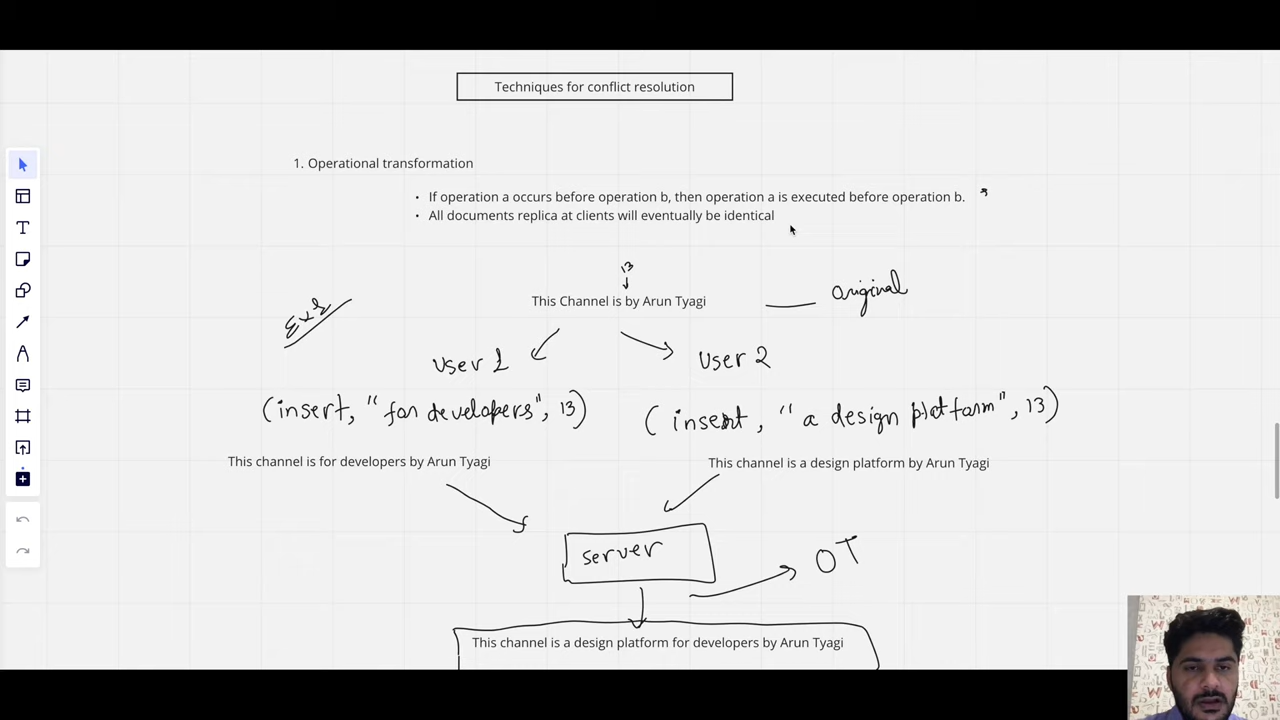 Techniques for conflict resolution
1. Operational transformation
· If operation a occurs before operation b, then operation a is executed before operation b.
· All documents replica at clients will eventually be identical
13
This Channel is by Arun Tyagi
original
User 1
User 2
(insert, "for developers", 13)
(insert, "a design platform", 13)
This channel is for developers by Arun Tyagi
This channel is a design platform by Arun Tyagi
server
OT
This channel is a design platform for developers by Arun Tyagi